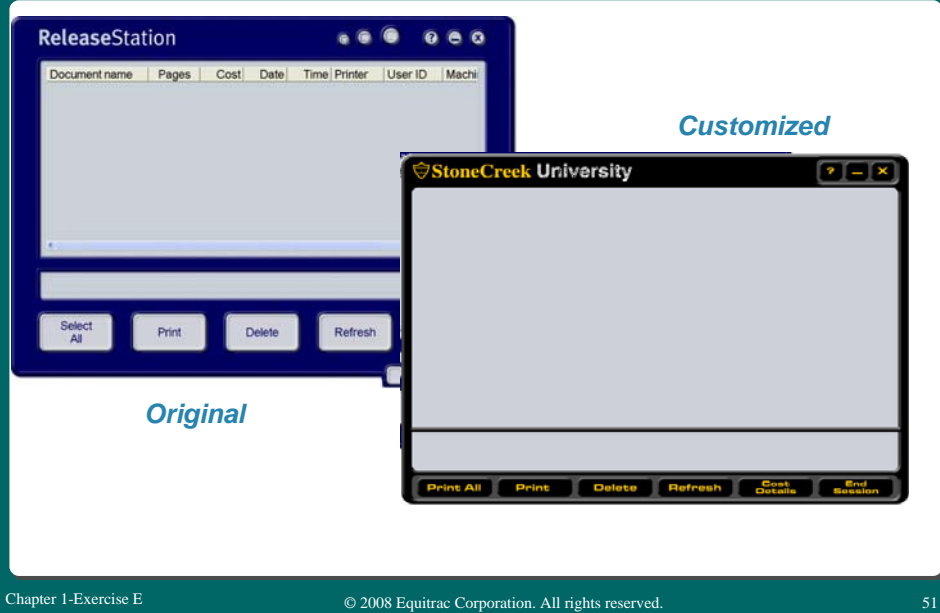 ReleaseStation
Document name Pages Cost Date Time Printer User ID Machi
Select
All
Print
Delete
Refresh
Original
Customized
StoneCreek University
Print All
Print
Delete
Refresh
Cost
Details
End
Session
Chapter 1-Exercise E
© 2008 Equitrac Corporation. All rights reserved.
51